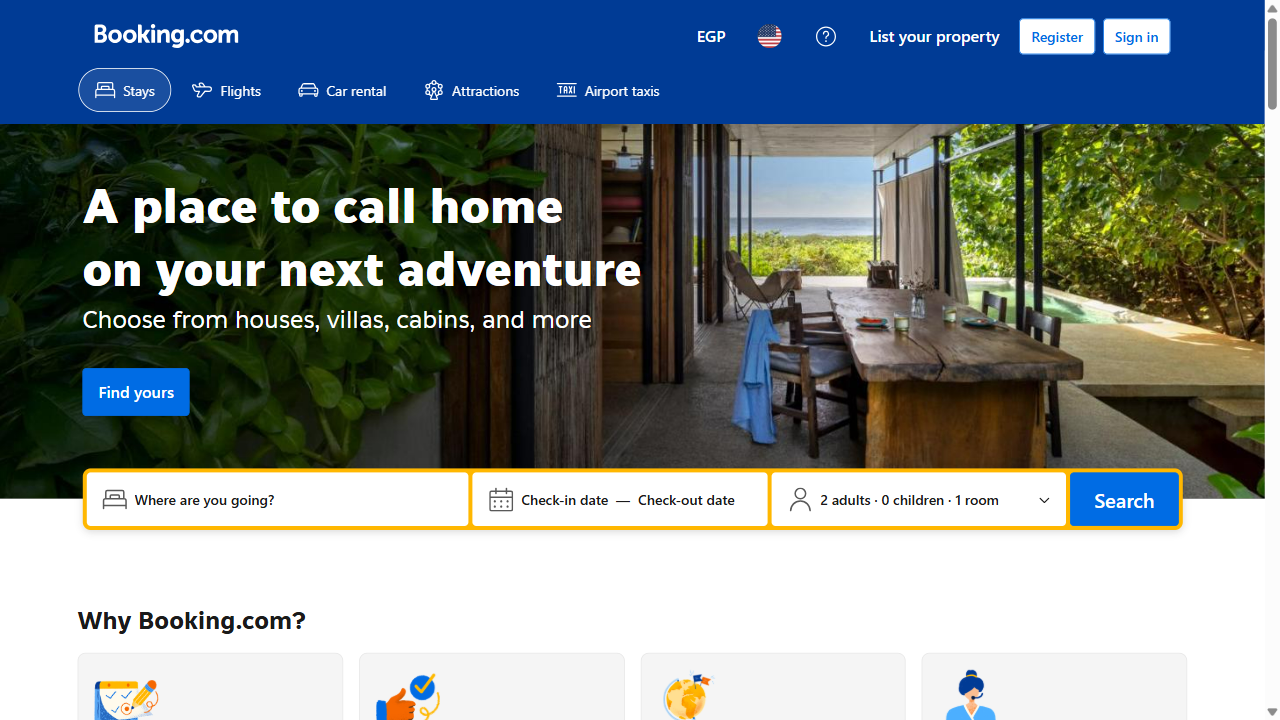 Booking.com
EGP
List your property
Register
Sign in
Stays
Flights
Car rental
Attractions
TAXI
Airport taxis
A place to call home
on your next adventure
Choose from houses, villas, cabins, and more
Find yours
Where are you going?
Check-in date — Check-out date
2 adults · 0 children · 1 room
Search
Why Booking.com?